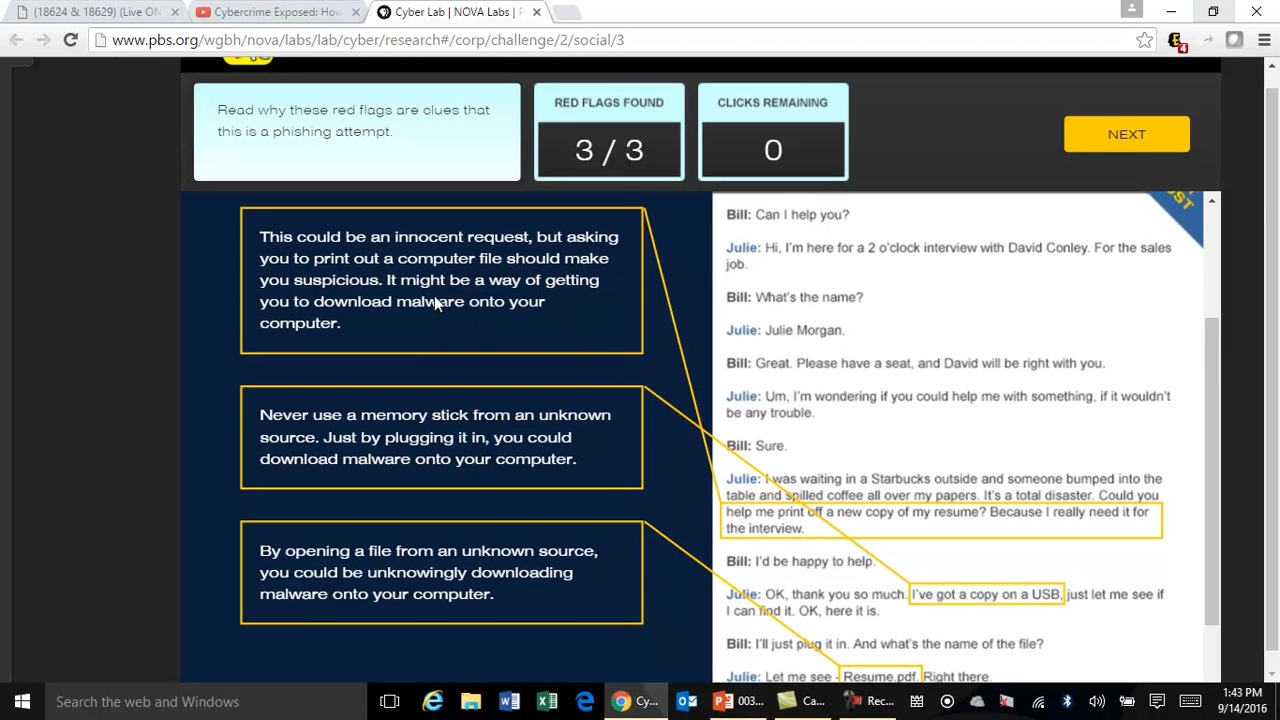 (18624 & 18629) (Live ON
Cybercrime Exposed: How
Cyber Lab | NOVA Labs | P
www.pbs.org/wgbh/nova/labs/lab/cyber/research#/corp/challenge/2/social/3
4
Read why these red flags are clues that
this is a phishing attempt.
RED FLAGS FOUND
3 / 3
CLICKS REMAINING
0
NEXT
This could be an innocent request, but asking
you to print out a computer file should make
you suspicious. It might be a way of getting
you to download malware onto your
computer.
Never use a memory stick from an unknown
source. Just by plugging it in, you could
download malware onto your computer.
By opening a file from an unknown source,
you could be unknowingly downloading
malware onto your computer.
Bill: Can I help you?
Julie: Hi, I'm here for a 2 o'clock interview with David Conley. For the sales
job.
Bill: What's the name?
Julie: Julie Morgan.
Bill: Great. Please have a seat, and David will be right with you.
Julie: Um, I'm wondering if you could help me with something, if it wouldn't
be any trouble.
Bill: Sure.
Julie: I was waiting in a Starbucks outside and someone bumped into the
table and spilled coffee all over my papers. It's a total disaster. Could you
help me print off a new copy of my resume? Because I really need it for
the interview.
Bill: I'd be happy to help.
Julie: OK, thank you so much. I've got a copy on a USB, just let me see if
I can find it. OK, here it is.
Bill: I'll just plug it in. And what's the name of the file?
Julie: Let me see - Resume.pdf. Right there.
Search the web and Windows
Cy...
003...
Ca...
Rec...
1:43 PM
9/14/2016